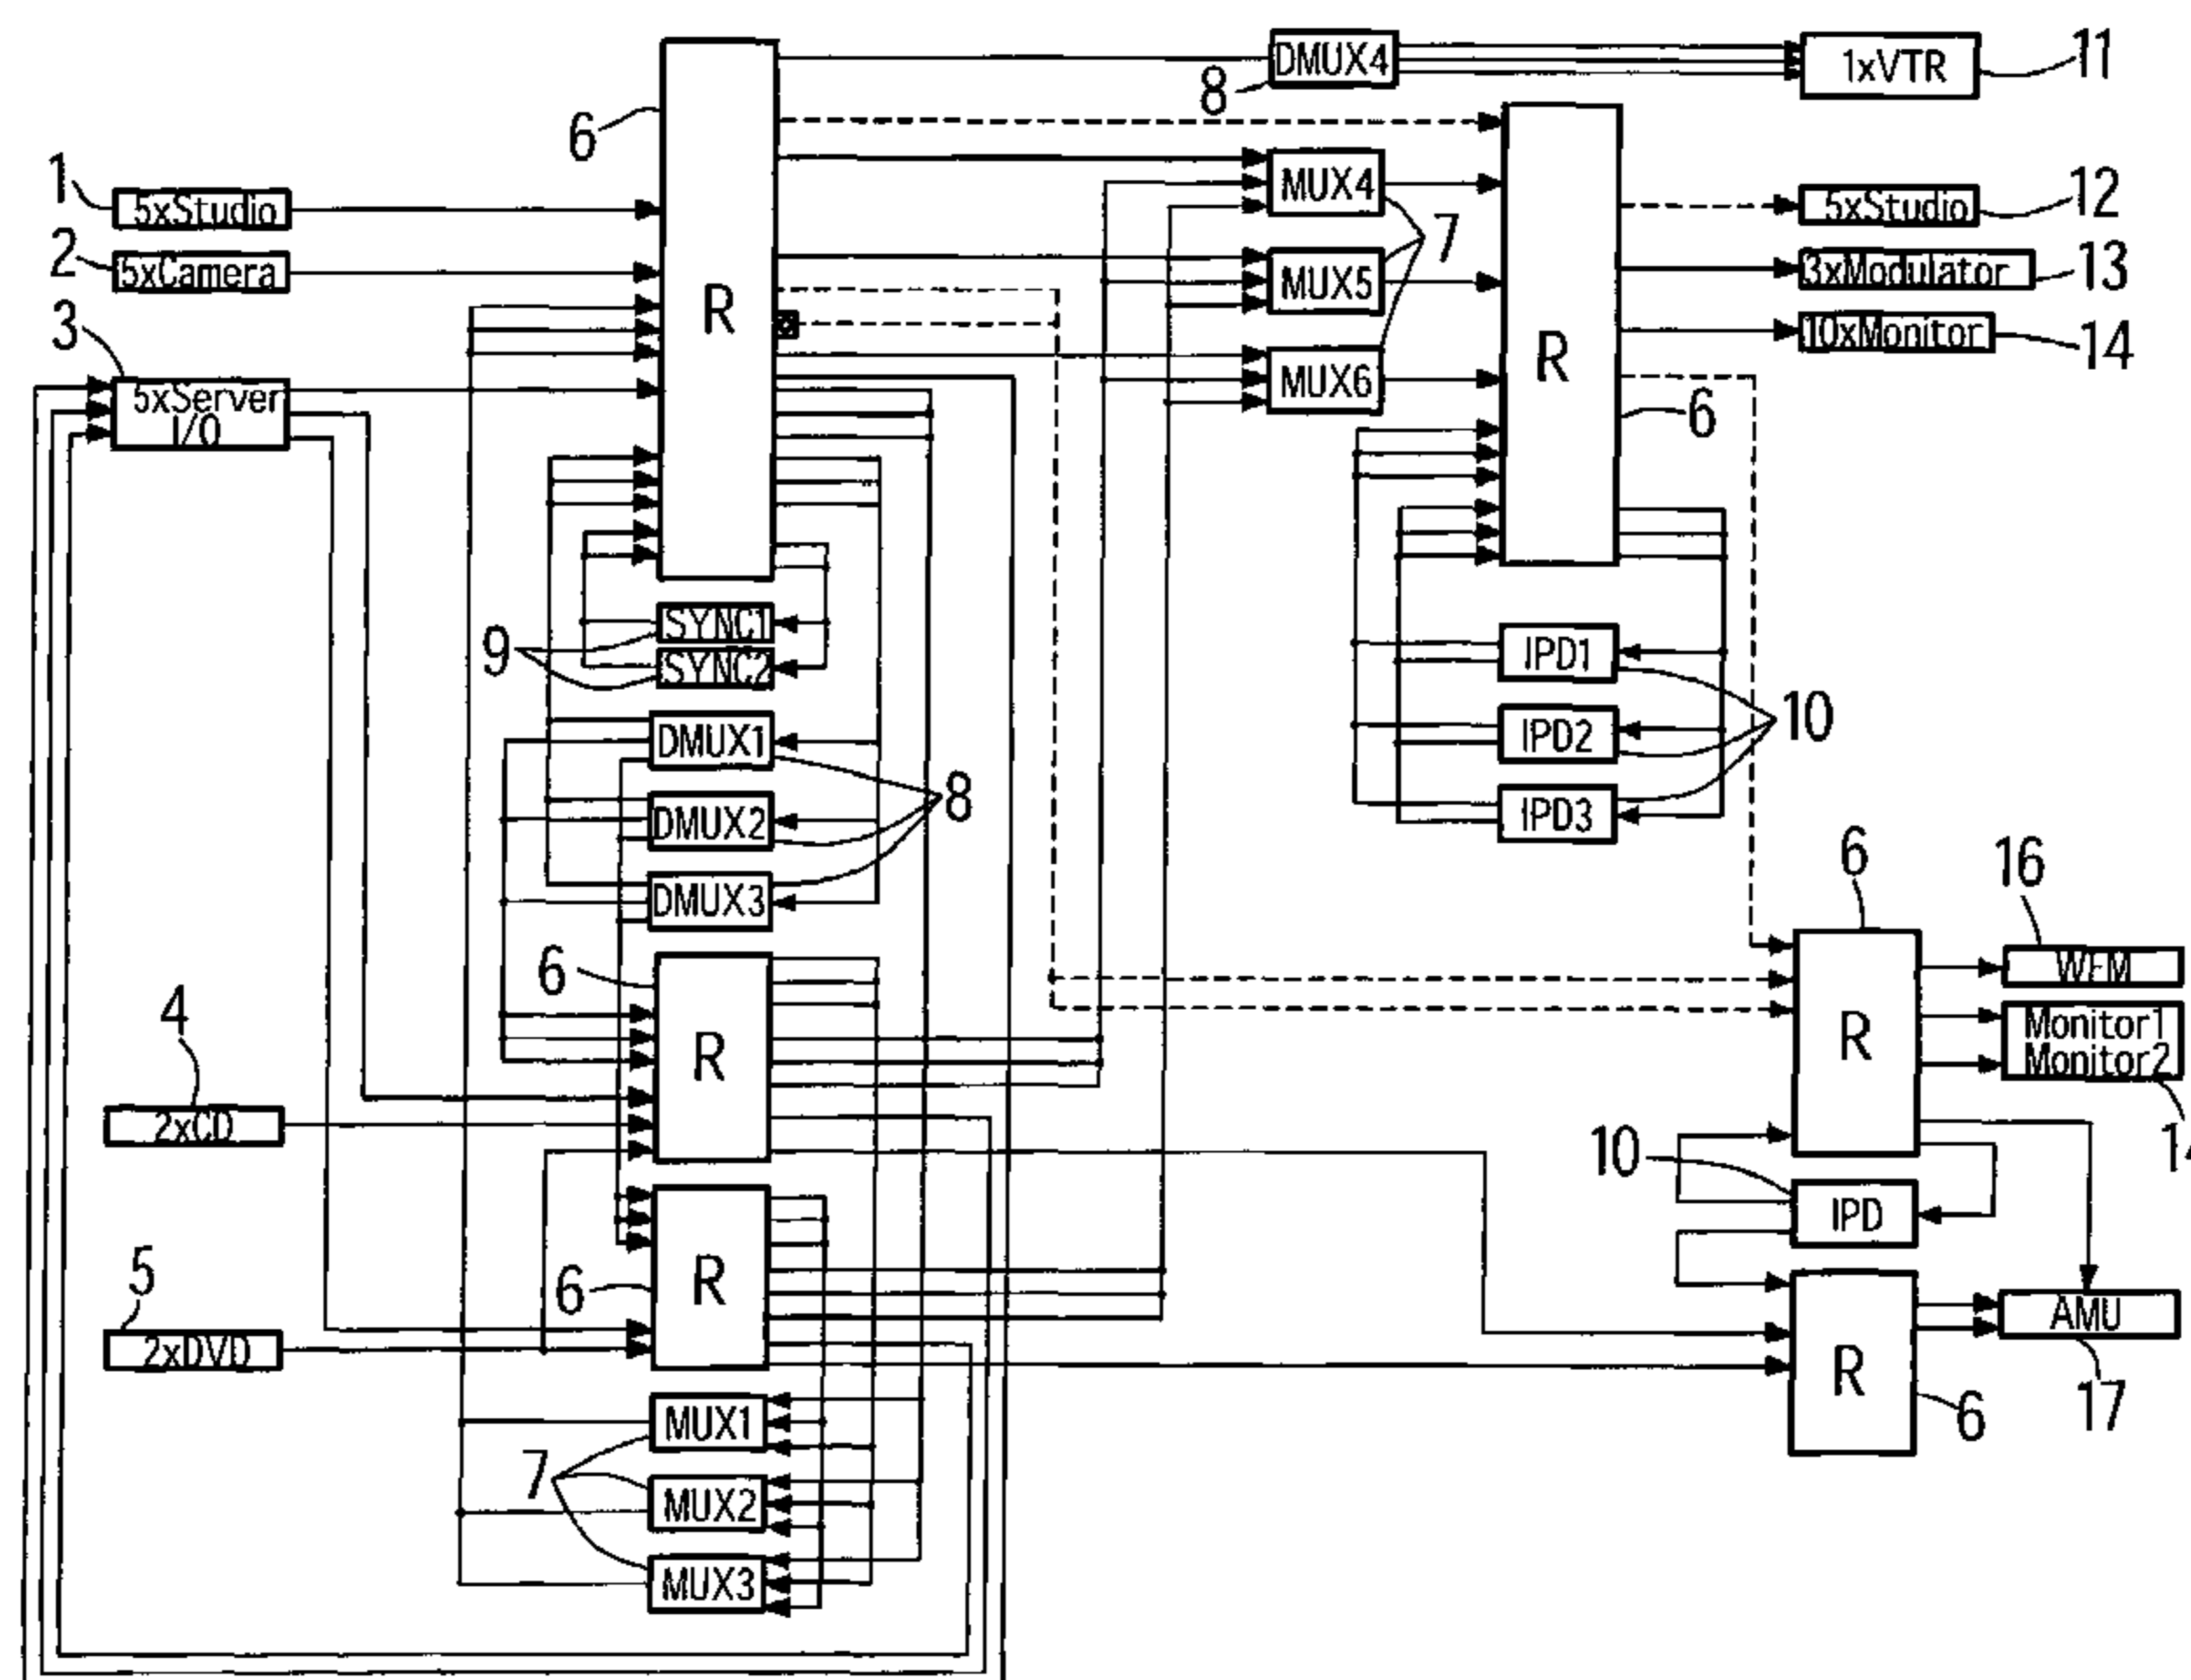 DMUX4
1xVTR
11
8
6
1
5xStudio
MUX4
12
5xStudio
2
5xCamera
7
3xModulator
13
MUX5
R
3
10xMonitor
14
R
5xServer
I/O
MUX6
6
SYNC1
9
SYNC2
IPD1
10
DMUX1
IPD2
8
DMUX2
IPD3
DMUX3
6
16
6
WFM
4
R
Monitor1
R
Monitor2
2xCD
14
10
IPD
5
R
6
AMU
2xDVD
R
17
6
MUX1
7
MUX2
MUX3